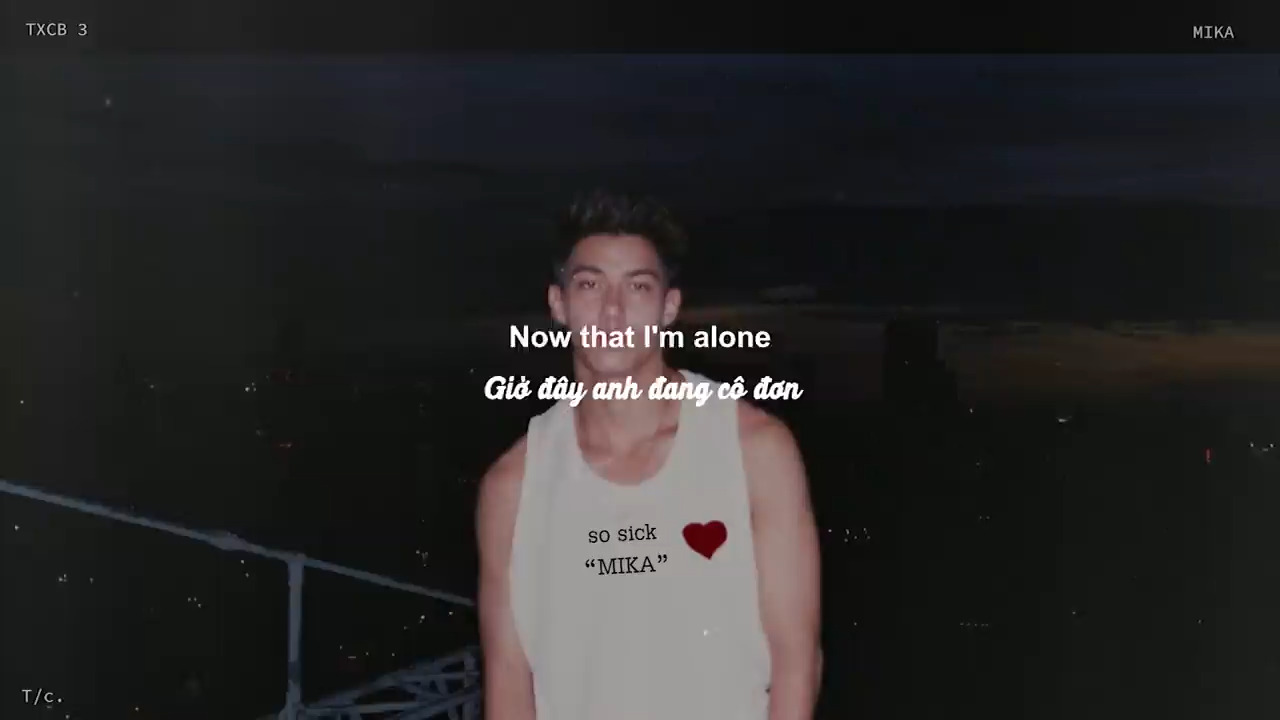 TXCB 3
MIKA
Now that I'm alone
Giờ đây anh đang cô đơn
so sick
“MIKA”
T/c.